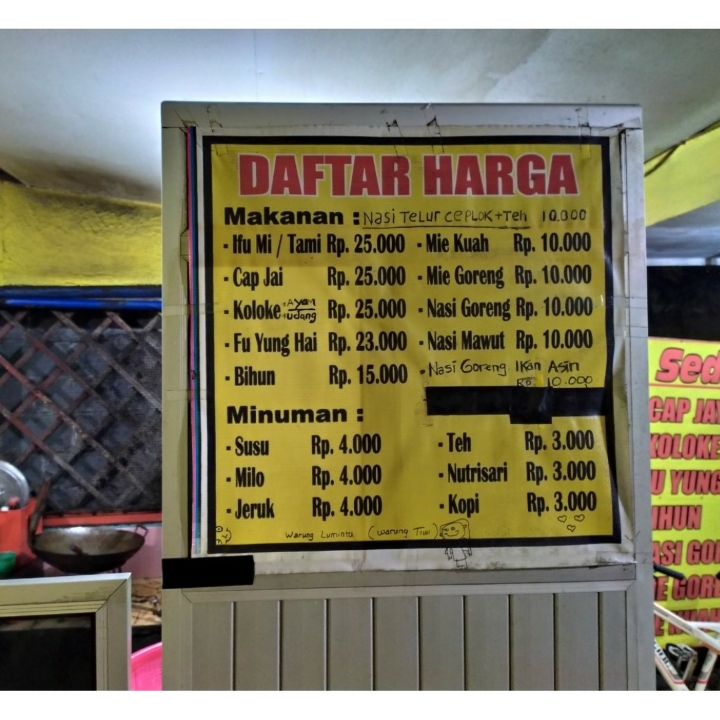 DAFTAR HARGA
Makanan : Nasi Telur Ceplok + Teh 10.000
- Ifu Mi / Tami Rp. 25.000
- Cap Jai Rp. 25.000
- Koloke Ayam udang Rp. 25.000
- Fu Yung Hai Rp. 23.000
- Bihun Rp. 15.000
- Mie Kuah Rp. 10.000
- Mie Goreng Rp. 10.000
- Nasi Goreng Rp. 10.000
- Nasi Mawut Rp. 10.000
- Nasi Goreng Ikan Asin
Rp. 10.000
Minuman :
- Susu Rp. 4.000
- Milo Rp. 4.000
- Jeruk Rp. 4.000
- Teh Rp. 3.000
- Nutrisari Rp. 3.000
- Kopi Rp. 3.000
Warung Lumintu (Warung Tiwi)
Sed
CAP JA
KOLOKE
U YUNG
IHUN
ASI GO
E GORE